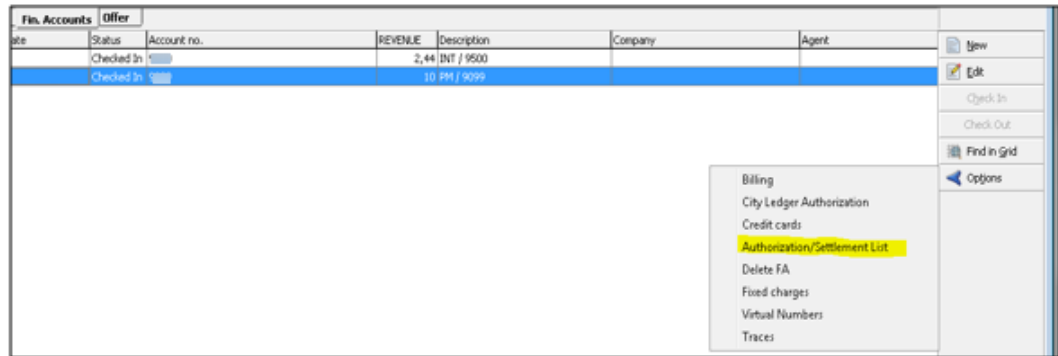 Fin. Accounts Offer
ate Status Account no. REVENUE Description Company Agent
Checked In 2,44 INT / 9500
Checked In 10 PM / 9099
New
Edit
Check In
Check Out
Find in Grid
Options
Billing
City Ledger Authorization
Credit cards
Authorization/Settlement List
Delete FA
Fixed charges
Virtual Numbers
Traces